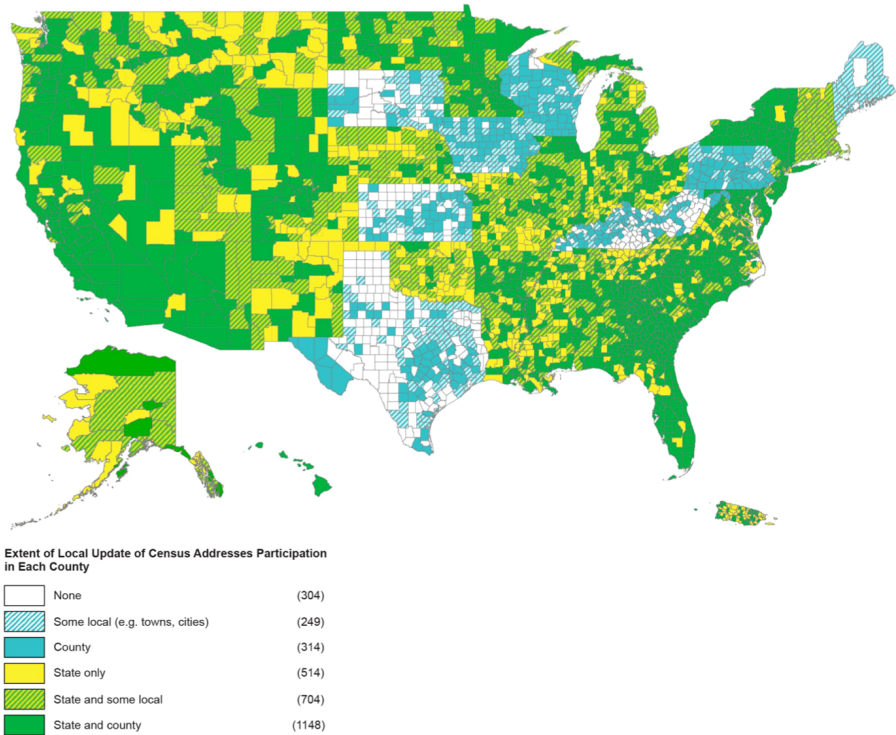 Extent of Local Update of Census Addresses Participation
in Each County
None (304)
Some local (e.g. towns, cities) (249)
County (314)
State only (514)
State and some local (704)
State and county (1148)